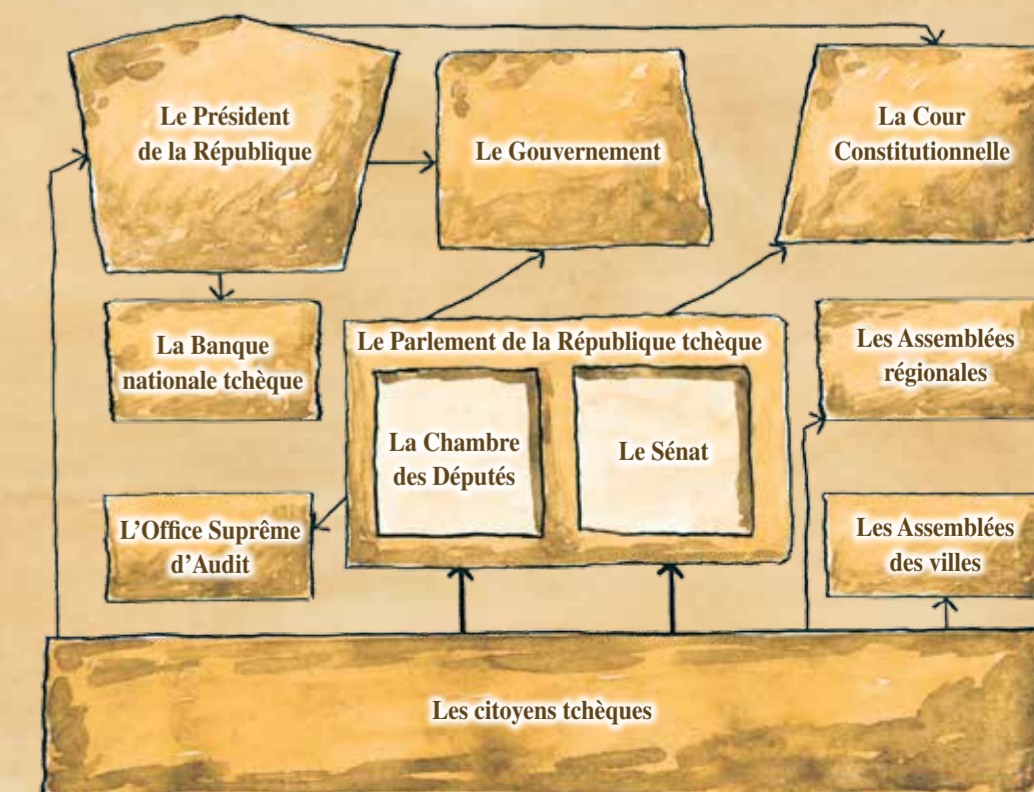 Le Président
de la République
Le Gouvernement
La Cour
Constitutionnelle
La Banque
nationale tchèque
Le Parlement de la République tchèque
Les Assemblées
régionales
La Chambre
des Députés
Le Sénat
L'Office Suprême
d'Audit
Les Assemblées
des villes
Les citoyens tchèques